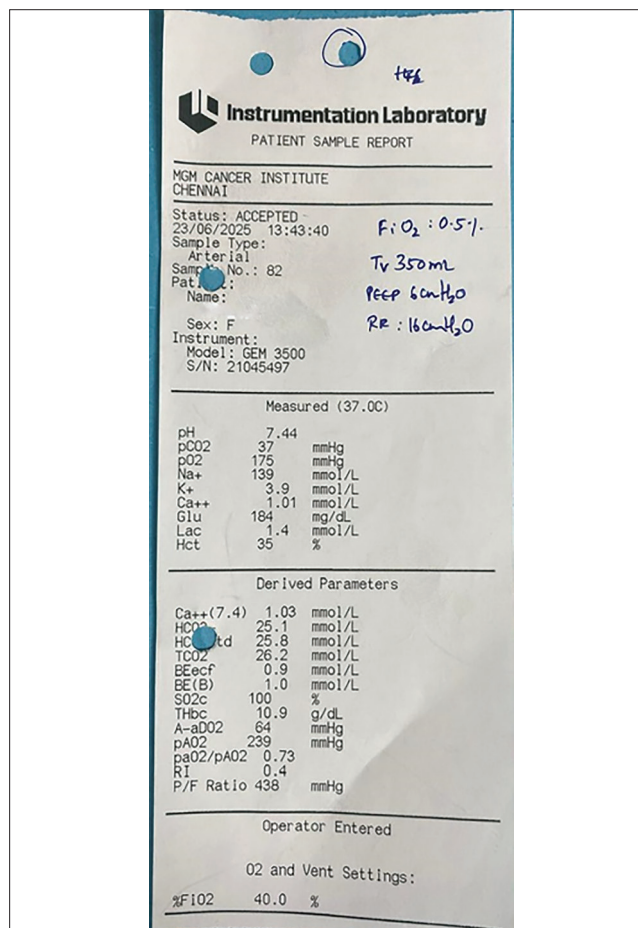 Instrumentation Laboratory
PATIENT SAMPLE REPORT
MGM CANCER INSTITUTE
CHENNAI
Status: ACCEPTED
23/06/2025 13:43:40
Sample Type:
Arterial
Sample No.: 82
Name:
Sex: F
Instrument:
Model: GEM 3500
S/N: 21045497
FiO2 : 0.5%.
TV 350mL
PEEP 6cmH2O
RR : 16cmH2O
Measured (37.0C)
pH 7.44
pCO2 37 mmHg
pO2 175 mmHg
Na+ 139 mmol/L
K+ 3.9 mmol/L
Ca++ 1.01 mmol/L
Glu 184 mg/dL
Lac 1.4 mmol/L
Hct 35 %
Derived Parameters
Ca++(7.4) 1.03 mmol/L
HCO3- 25.1 mmol/L
25.8 mmol/L
TCO2 26.2 mmol/L
BEecf 0.9 mmol/L
BE(B) 1.0 mmol/L
SO2c 100 %
THbc 10.9 g/dL
A-aDO2 64 mmHg
pAO2 239 mmHg
paO2/pAO2 0.73
RI 0.4
P/F Ratio 438 mmHg
Operator Entered
O2 and Vent Settings:
%FiO2 40.0 %